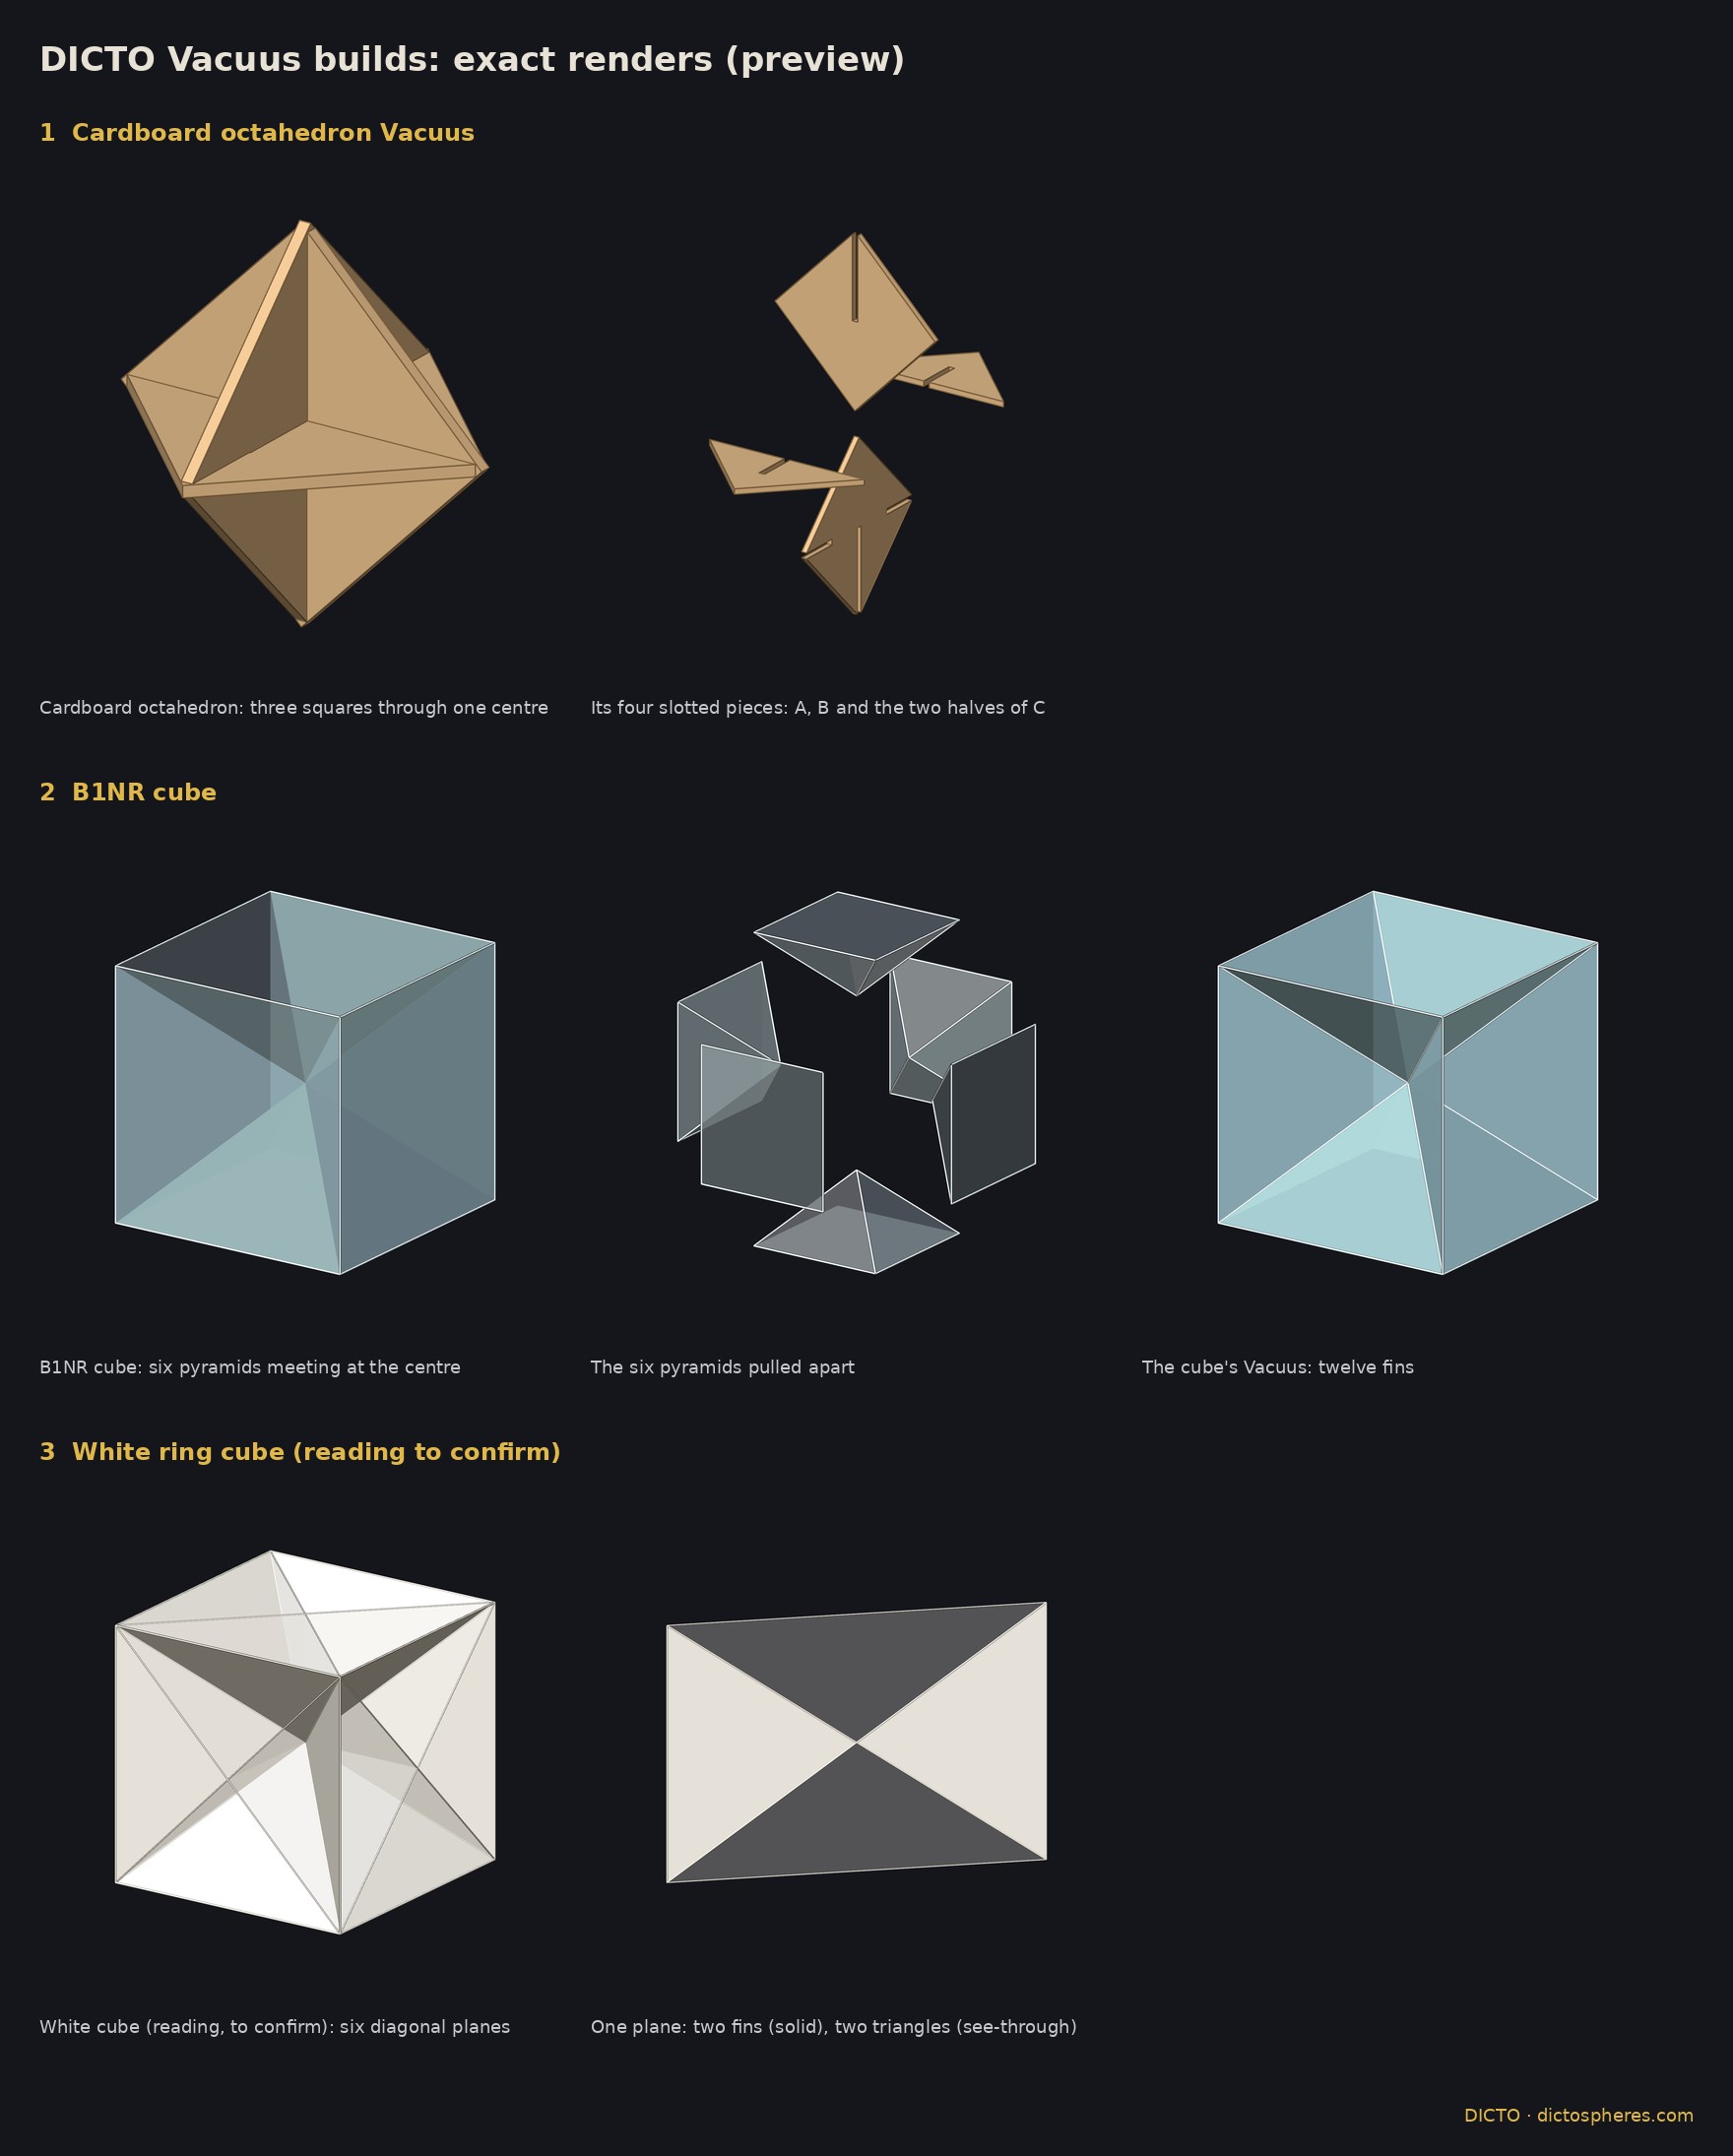 DICTO Vacuus builds: exact renders (preview)
1 Cardboard octahedron Vacuus
Cardboard octahedron: three squares through one centre
Its four slotted pieces: A, B and the two halves of C
2 B1NR cube
B1NR cube: six pyramids meeting at the centre
The six pyramids pulled apart
The cube's Vacuus: twelve fins
3 White ring cube (reading to confirm)
White cube (reading, to confirm): six diagonal planes
One plane: two fins (solid), two triangles (see-through)
DICTO · dictospheres.com